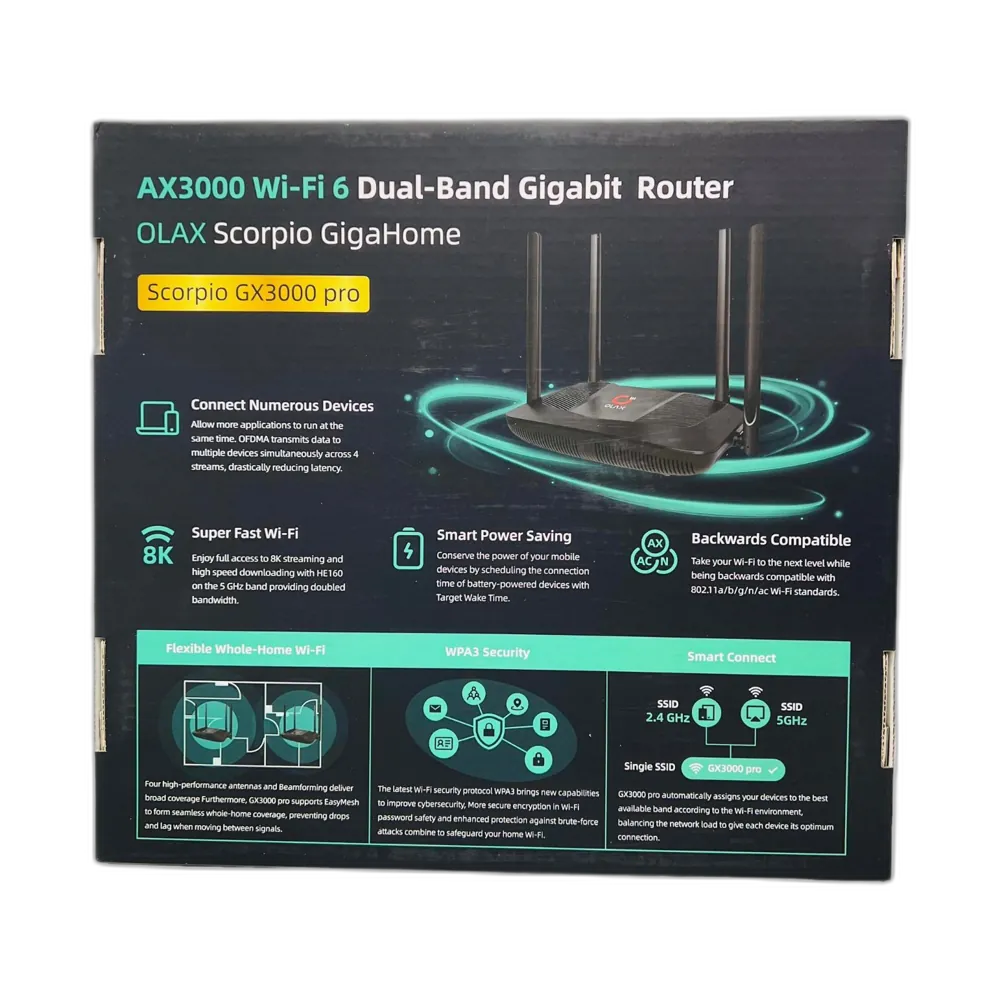 AX3000 Wi-Fi 6 Dual-Band Gigabit Router
OLAX Scorpio GigaHome
Scorpio GX3000 pro
OLAX
Connect Numerous Devices
Allow more applications to run at the
same time. OFDMA transmits data to
multiple devices simultaneously across 4
streams, drastically reducing latency.
8K
Super Fast Wi-Fi
Enjoy full access to 8K streaming and
high speed downloading with HE160
on the 5 GHz band providing doubled
bandwidth.
Smart Power Saving
Conserve the power of your mobile
devices by scheduling the connection
time of battery-powered devices with
Target Wake Time.
AX
AC N
Backwards Compatible
Take your Wi-Fi to the next level while
being backwards compatible with
802.11a/b/g/n/ac Wi-Fi standards.
Flexible Whole-Home Wi-Fi
Four high-performance antennas and Beamforming deliver
broad coverage Furthermore, GX3000 pro supports EasyMesh
to form seamless whole-home coverage, preventing drops
and lag when moving between signals.
WPA3 Security
The latest Wi-Fi security protocol WPA3 brings new capabilities
to improve cybersecurity, More secure encryption in Wi-Fi
password safety and enhanced protection against brute-force
attacks combine to safeguard your home Wi-Fi.
Smart Connect
SSID
2.4 GHz
SSID
5GHz
Singie SSID
GX3000 pro
GX3000 pro automatically assigns your devices to the best
available band according to the Wi-Fi environment,
balancing the network load to give each device its optimum
connection.